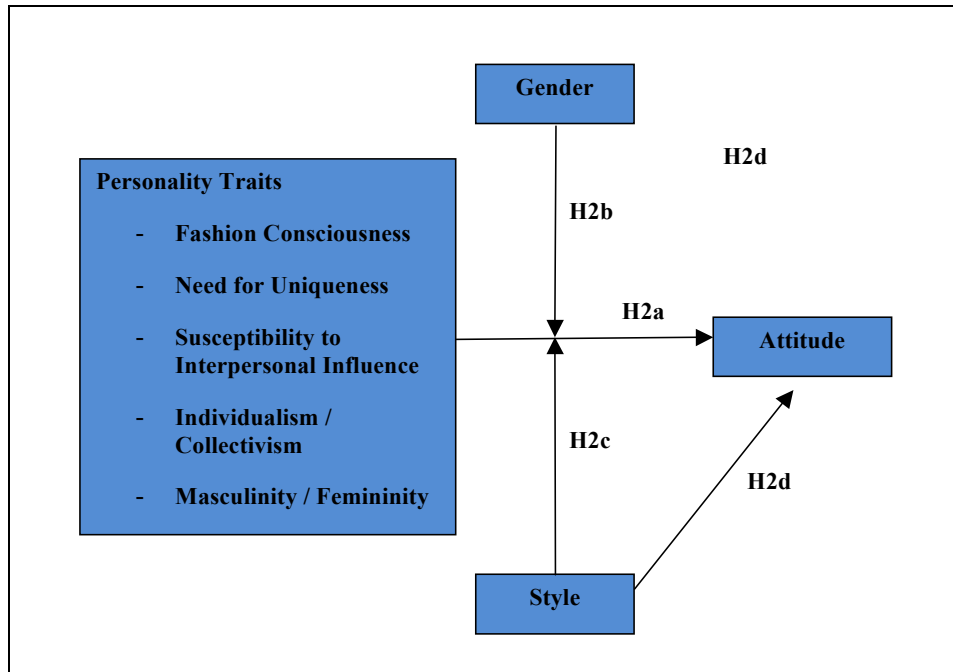 Gender
H2d
Personality Traits
- Fashion Consciousness
- Need for Uniqueness
- Susceptibility to
Interpersonal Influence
- Individualism /
Collectivism
- Masculinity / Femininity
H2b
H2a
Attitude
H2c
H2d
Style